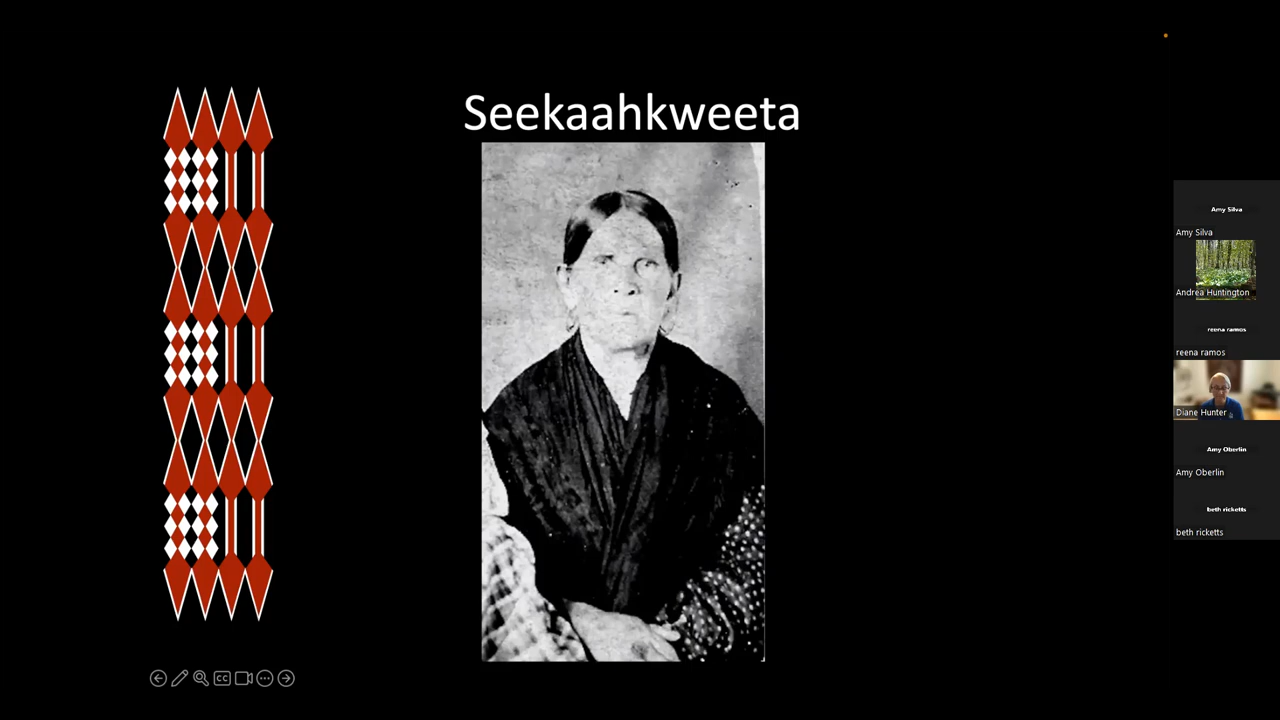 Seekaahkweeta
Amy Silva
Amy Silva
Andrea Huntington
reena ramos
reena ramos
Diane Hunter
Amy Oberlin
Amy Oberlin
beth ricketts
beth ricketts
CC